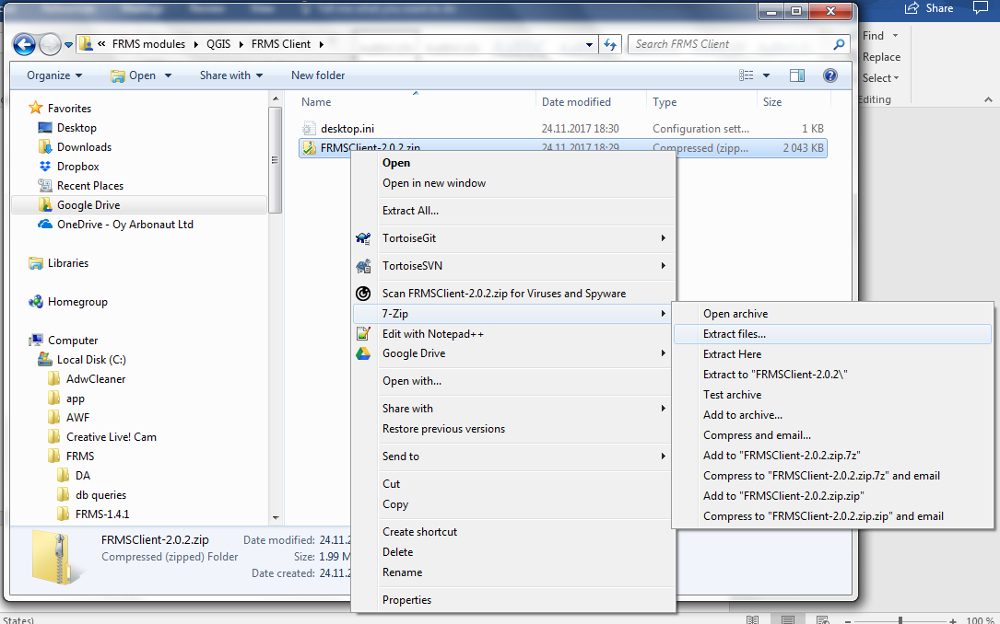 Share
« FRMS modules ▸ QGIS ▸ FRMS Client ▸
Search FRMS Client
Find
Replace
Select
Editing
Organize
Open
Share with
New folder
Name
Date modified
Type
Size
Favorites
Desktop
Downloads
Dropbox
Recent Places
Google Drive
OneDrive - Oy Arbonaut Ltd
Libraries
Homegroup
Computer
Local Disk (C:)
AdwCleaner
app
AWF
Creative Live! Cam
FRMS
DA
db queries
FRMS-1.4.1
desktop.ini 24.11.2017 18:30 Configuration sett... 1 KB
FRMSClient-2.0.2.zip 24.11.2017 18:29 Compressed (zipp... 2 043 KB
Open
Open in new window
Extract All...
TortoiseGit
TortoiseSVN
Scan FRMSClient-2.0.2.zip for Viruses and Spyware
7-Zip
Edit with Notepad++
Google Drive
Open with...
Share with
Restore previous versions
Send to
Cut
Copy
Create shortcut
Delete
Rename
Properties
Open archive
Extract files...
Extract Here
Extract to "FRMSClient-2.0.2\"
Test archive
Add to archive...
Compress and email...
Add to "FRMSClient-2.0.2.zip.7z"
Compress to "FRMSClient-2.0.2.zip.7z" and email
Add to "FRMSClient-2.0.2.zip.zip"
Compress to "FRMSClient-2.0.2.zip.zip" and email
FRMSClient-2.0.2.zip
Compressed (zipped) Folder
Date modified: 24.11.2
Size: 1.99 M
Date created: 24.11.2
States)
100 %